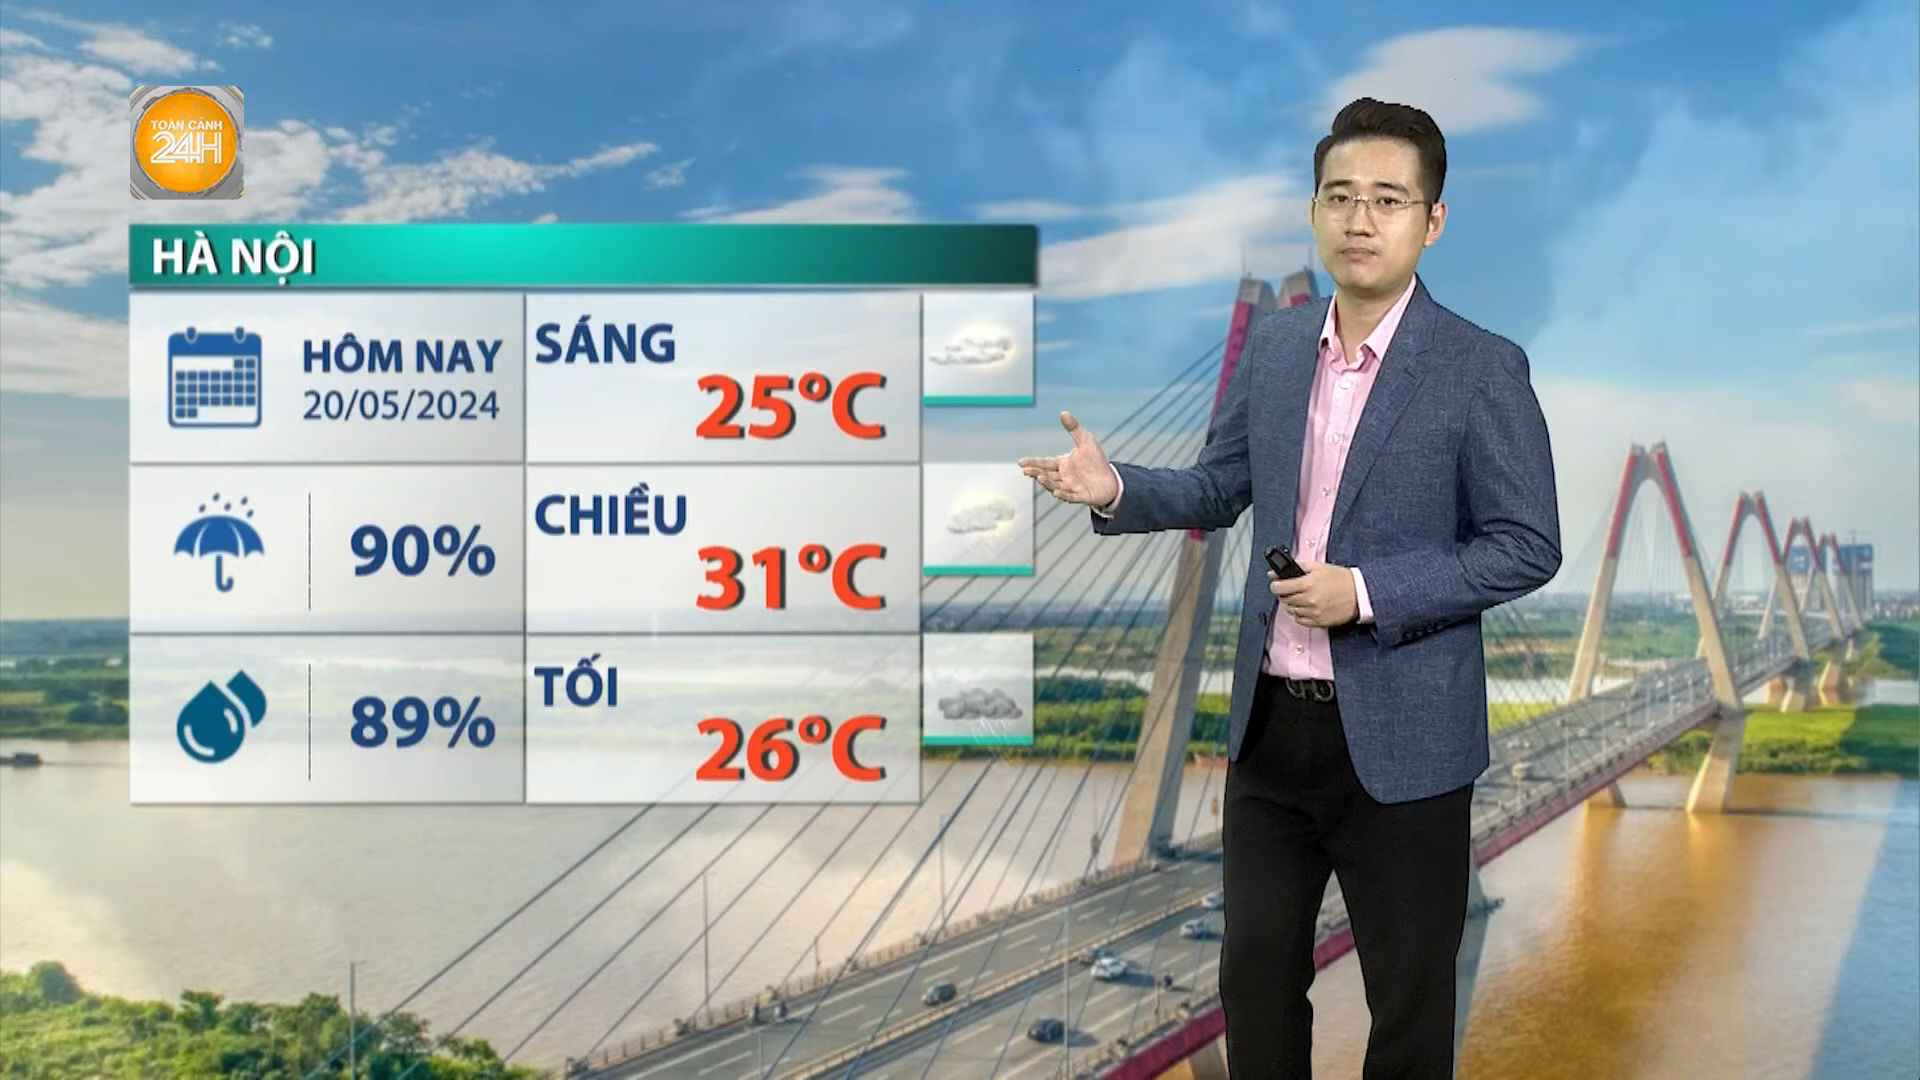 TOÀN CẢNH
24H
HÀ NỘI
HÔM NAY
20/05/2024
90%
89%
SÁNG
25°C
CHIỀU
31°C
TỐI
26°C